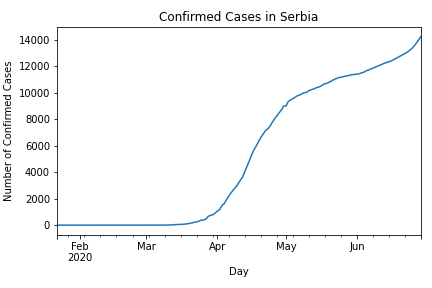 Confirmed Cases in Serbia
Number of Confirmed Cases
14000
12000
10000
8000
6000
4000
2000
0
Feb Mar Apr May Jun
2020
Day